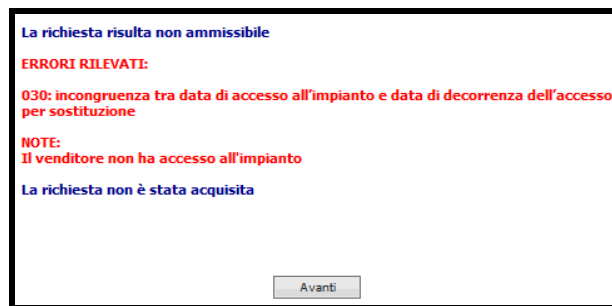 La richiesta risulta non ammissibile
ERRORI RILEVATI:
030: incongruenza tra data di accesso all'impianto e data di decorrenza dell'accesso
per sostituzione
NOTE:
Il venditore non ha accesso all'impianto
La richiesta non è stata acquisita
Avanti